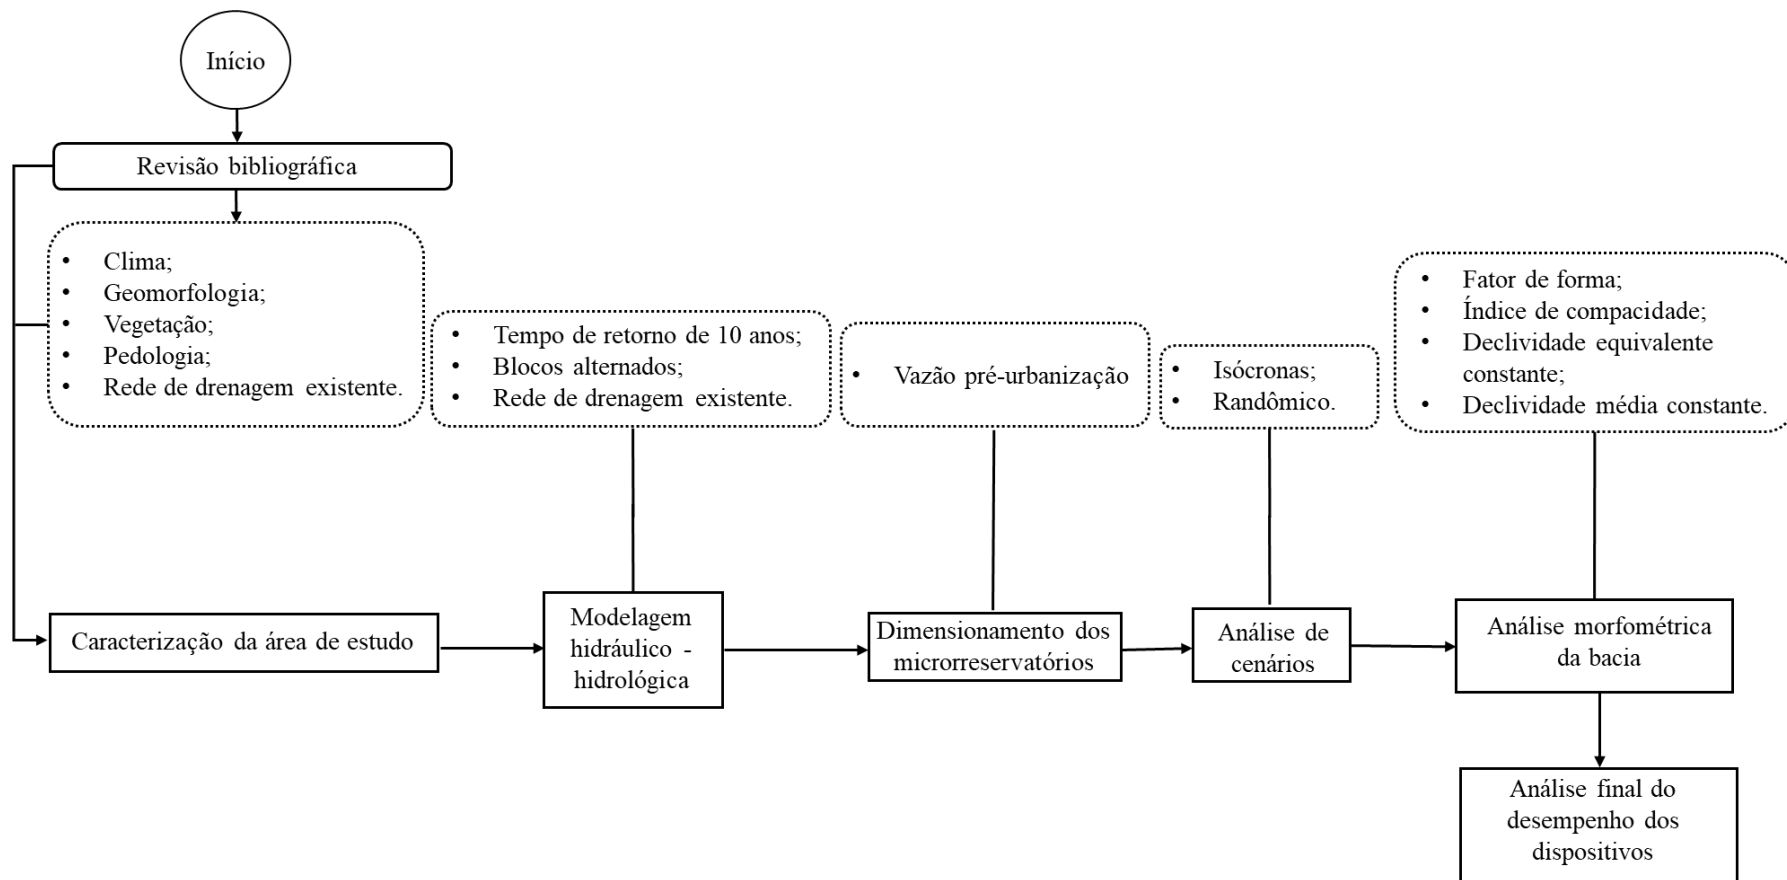 Início
Revisão bibliográfica
• Clima;
• Geomorfologia;
• Vegetação;
• Pedologia;
• Rede de drenagem existente.
• Tempo de retorno de 10 anos;
• Blocos alternados;
• Rede de drenagem existente.
• Vazão pré-urbanização
• Isócronas;
• Randômico.
• Fator de forma;
• Índice de compacidade;
• Declividade equivalente
constante;
• Declividade média constante.
Caracterização da área de estudo
Modelagem
hidráulico -
hidrológica
Dimensionamento dos
microrreservatórios
Análise de
cenários
Análise morfométrica
da bacia
Análise final do
desempenho dos
dispositivos